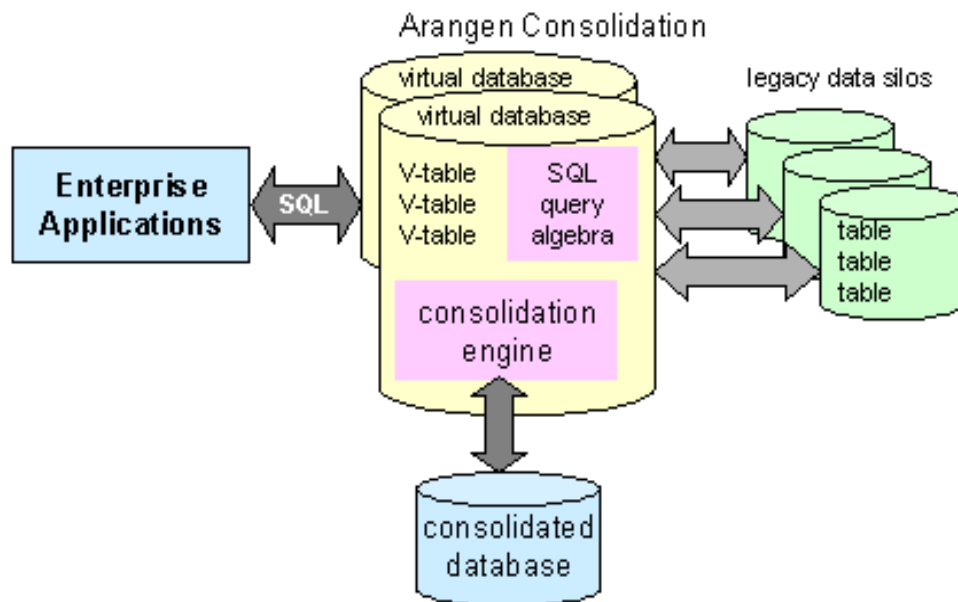 Arangen Consolidation
virtual database
legacy data silos
virtual database
Enterprise
Applications
SQL
V-table
V-table
V-table
SQL
query
algebra
table
table
table
consolidation
engine
consolidated
database